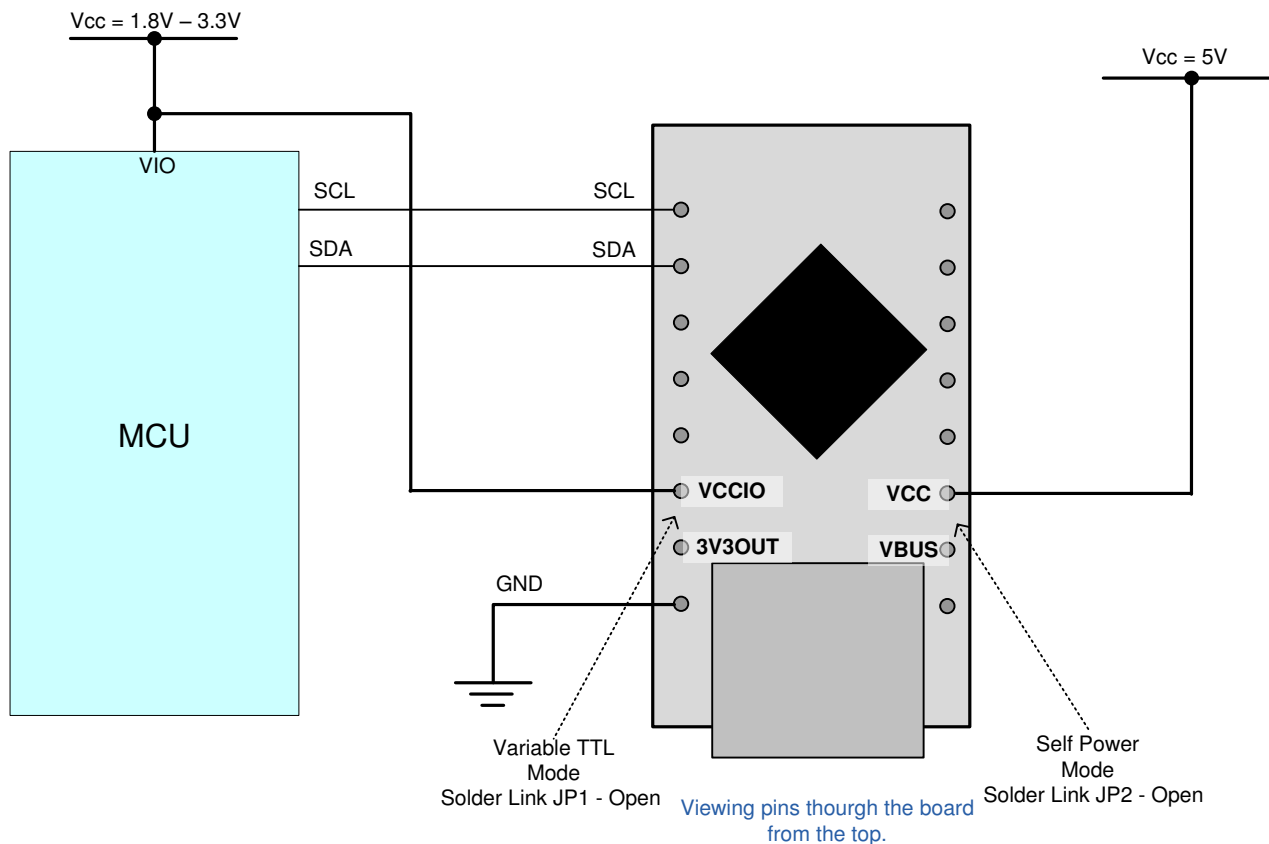 Vcc = 1.8V – 3.3V
Vcc = 5V
VIO
SCL
SCL
SDA
SDA
MCU
VCCIO
VCC
3V3OUT
VBUS
GND
Variable TTL
Mode
Solder Link JP1 - Open
Self Power
Mode
Solder Link JP2 - Open
Viewing pins thourgh the board
from the top.